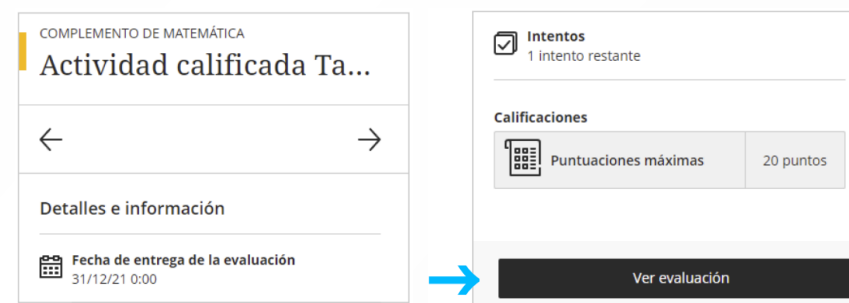 COMPLEMENTO DE MATEMÁTICA
Actividad calificada Ta...
Detalles e información
Fecha de entrega de la evaluación
31/12/21 0:00
Intentos
1 intento restante
Calificaciones
Puntuaciones máximas
20 puntos
Ver evaluación